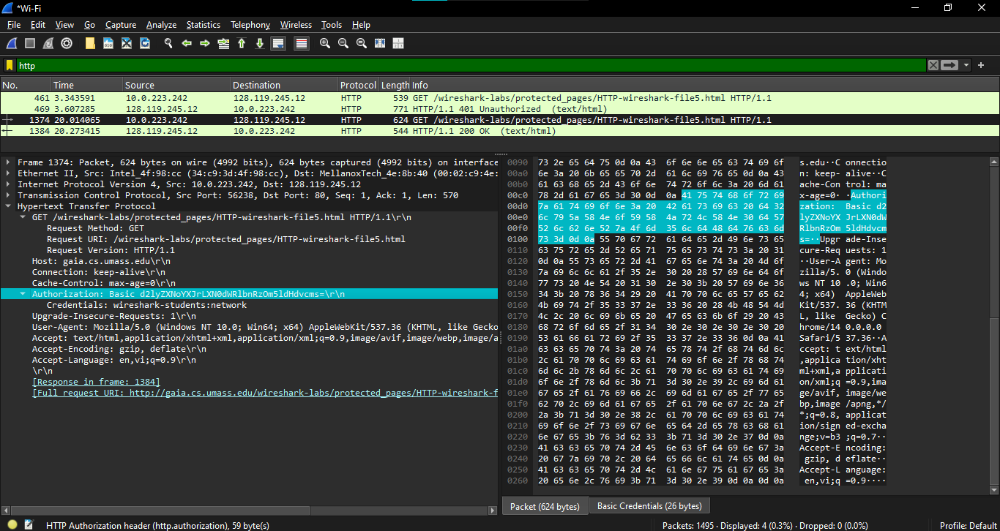 *Wi-Fi
File Edit View Go Capture Analyze Statistics Telephony Wireless Tools Help
http
No. Time Source Destination Protocol Length Info
461 3.343591 10.0.223.242 128.119.245.12 HTTP 539 GET /wireshark-labs/protected_pages/HTTP-wireshark-file5.html HTTP/1.1
469 3.607285 128.119.245.12 10.0.223.242 HTTP 771 HTTP/1.1 401 Unauthorized (text/html)
1374 20.014065 10.0.223.242 128.119.245.12 HTTP 624 GET /wireshark-labs/protected_pages/HTTP-wireshark-file5.html HTTP/1.1
1384 20.273415 128.119.245.12 10.0.223.242 HTTP 544 HTTP/1.1 200 OK (text/html)
Frame 1374: Packet, 624 bytes on wire (4992 bits), 624 bytes captured (4992 bits) on interface
Ethernet II, Src: Intel_4f:98:cc (34:c9:3d:4f:98:cc), Dst: MellanoxTech_4e:8b:40 (00:02:c9:4e:
Internet Protocol Version 4, Src: 10.0.223.242, Dst: 128.119.245.12
Transmission Control Protocol, Src Port: 56238, Dst Port: 80, Seq: 1, Ack: 1, Len: 570
Hypertext Transfer Protocol
GET /wireshark-labs/protected_pages/HTTP-wireshark-file5.html HTTP/1.1\r\n
Request Method: GET
Request URI: /wireshark-labs/protected_pages/HTTP-wireshark-file5.html
Request Version: HTTP/1.1
Host: gaia.cs.umass.edu\r\n
Connection: keep-alive\r\n
Cache-Control: max-age=0\r\n
Authorization: Basic d2lyZXNoYXJrLXN0dWRlbnRzOm5ldHdvcms=\r\n
Credentials: wireshark-students:network
Upgrade-Insecure-Requests: 1\r\n
User-Agent: Mozilla/5.0 (Windows NT 10.0; Win64; x64) AppleWebKit/537.36 (KHTML, like Gecko
Accept: text/html,application/xhtml+xml,application/xml;q=0.9,image/avif,image/webp,image/a
Accept-Encoding: gzip, deflate\r\n
Accept-Language: en,vi;q=0.9\r\n
\r\n
[Response in frame: 1384]
[Full request URI: http://gaia.cs.umass.edu/wireshark-labs/protected_pages/HTTP-wireshark-f
0090 73 2e 65 64 75 0d 0a 43 6f 6e 6e 65 63 74 69 6f s.edu··C onnectio
00a0 6e 3a 20 6b 65 65 70 2d 61 6c 69 76 65 0d 0a 43 n: keep- alive··C
00b0 61 63 68 65 2d 43 6f 6e 74 72 6f 6c 3a 20 6d 61 ache-Con trol: ma
00c0 78 2d 61 67 65 3d 30 0d 0a 41 75 74 68 6f 72 69 x-age=0· ·Authori
00d0 7a 61 74 69 6f 6e 3a 20 42 61 73 69 63 20 64 32 zation: Basic d2
00e0 6c 79 5a 58 4e 6f 59 58 4a 72 4c 58 4e 30 64 57 lyZXNoYX JrLXN0dW
00f0 52 6c 62 6e 52 7a 4f 6d 35 6c 64 48 64 76 63 6d RlbnRzOm 5ldHdvcm
0100 73 3d 0d 0a 55 70 67 72 61 64 65 2d 49 6e 73 65 s=··Upgr ade-Inse
0110 63 75 72 65 2d 52 65 71 75 65 73 74 73 3a 20 31 cure-Req uests: 1
0120 0d 0a 55 73 65 72 2d 41 67 65 6e 74 3a 20 4d 6f ··User-A gent: Mo
0130 7a 69 6c 6c 61 2f 35 2e 30 20 28 57 69 6e 64 6f zilla/5. 0 (Windo
0140 77 73 20 4e 54 20 31 30 2e 30 3b 20 57 69 6e 36 ws NT 10 .0; Win6
0150 34 3b 20 78 36 34 29 20 41 70 70 6c 65 57 65 62 4; x64) AppleWeb
0160 4b 69 74 2f 35 33 37 2e 33 36 20 28 4b 48 54 4d Kit/537. 36 (KHTM
0170 4c 2c 20 6c 69 6b 65 20 47 65 63 6b 6f 29 20 43 L, like Gecko) C
0180 68 72 6f 6d 65 2f 31 34 30 2e 30 2e 30 2e 30 20 hrome/14 0.0.0.0
0190 53 61 66 61 72 69 2f 35 33 37 2e 33 36 0d 0a 41 Safari/5 37.36··A
01a0 63 63 65 70 74 3a 20 74 65 78 74 2f 68 74 6d 6c ccept: t ext/html
01b0 2c 61 70 70 6c 69 63 61 74 69 6f 6e 2f 78 68 74 ,applica tion/xht
01c0 6d 6c 2b 78 6d 6c 2c 61 70 70 6c 69 63 61 74 69 ml+xml,a pplicati
01d0 6f 6e 2f 78 6d 6c 3b 71 3d 30 2e 39 2c 69 6d 61 on/xml;q =0.9,ima
01e0 67 65 2f 61 76 69 66 2c 69 6d 61 67 65 2f 77 65 ge/avif, image/we
01f0 62 70 2c 69 6d 61 67 65 2f 61 70 6e 67 2c 2a 2f bp,image /apng,*/
0200 2a 3b 71 3d 30 2e 38 2c 61 70 70 6c 69 63 61 74 *;q=0.8, applicat
0210 69 6f 6e 2f 73 69 67 6e 65 64 2d 65 78 63 68 61 ion/sign ed-excha
0220 6e 67 65 3b 76 3d 62 33 3b 71 3d 30 2e 37 0d 0a nge;v=b3 ;q=0.7··
0230 41 63 63 65 70 74 2d 45 6e 63 6f 64 69 6e 67 3a Accept-E ncoding:
0240 20 67 7a 69 70 2c 20 64 65 66 6c 61 74 65 0d 0a gzip, d eflate··
0250 41 63 63 65 70 74 2d 4c 61 6e 67 75 61 67 65 3a Accept-L anguage:
0260 20 65 6e 2c 76 69 3b 71 3d 30 2e 39 0d 0a 0d 0a en,vi;q =0.9····
Packet (624 bytes) Basic Credentials (26 bytes)
HTTP Authorization header (http.authorization), 59 byte(s) Packets: 1495 · Displayed: 4 (0.3%) · Dropped: 0 (0.0%) Profile: Default